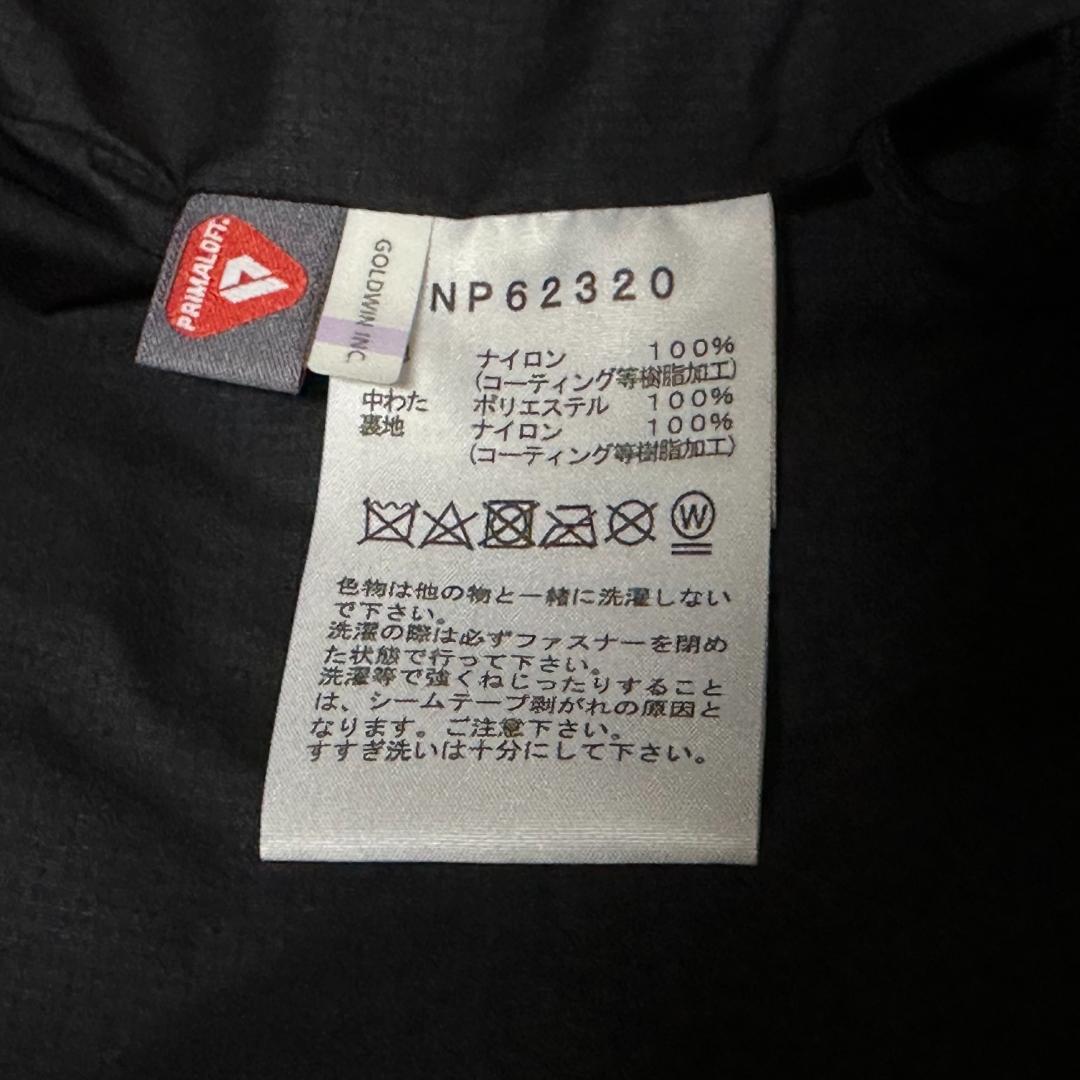 PRIMALOFT®
GOLDWIN INC
NP62320
ナイロン 100%
(コーティング等樹脂加工)
中わた ポリエステル 100%
裏地 ナイロン 100%
(コーティング等樹脂加工)
W
色物は他の物と一緒に洗濯しない
で下さい。
洗濯の際は必ずファスナーを閉め
た状態で行って下さい。
洗濯等で強くねじったりすること
は、シームテープ剥がれの原因と
なります。ご注意下さい。
すすぎ洗いは十分にして下さい。